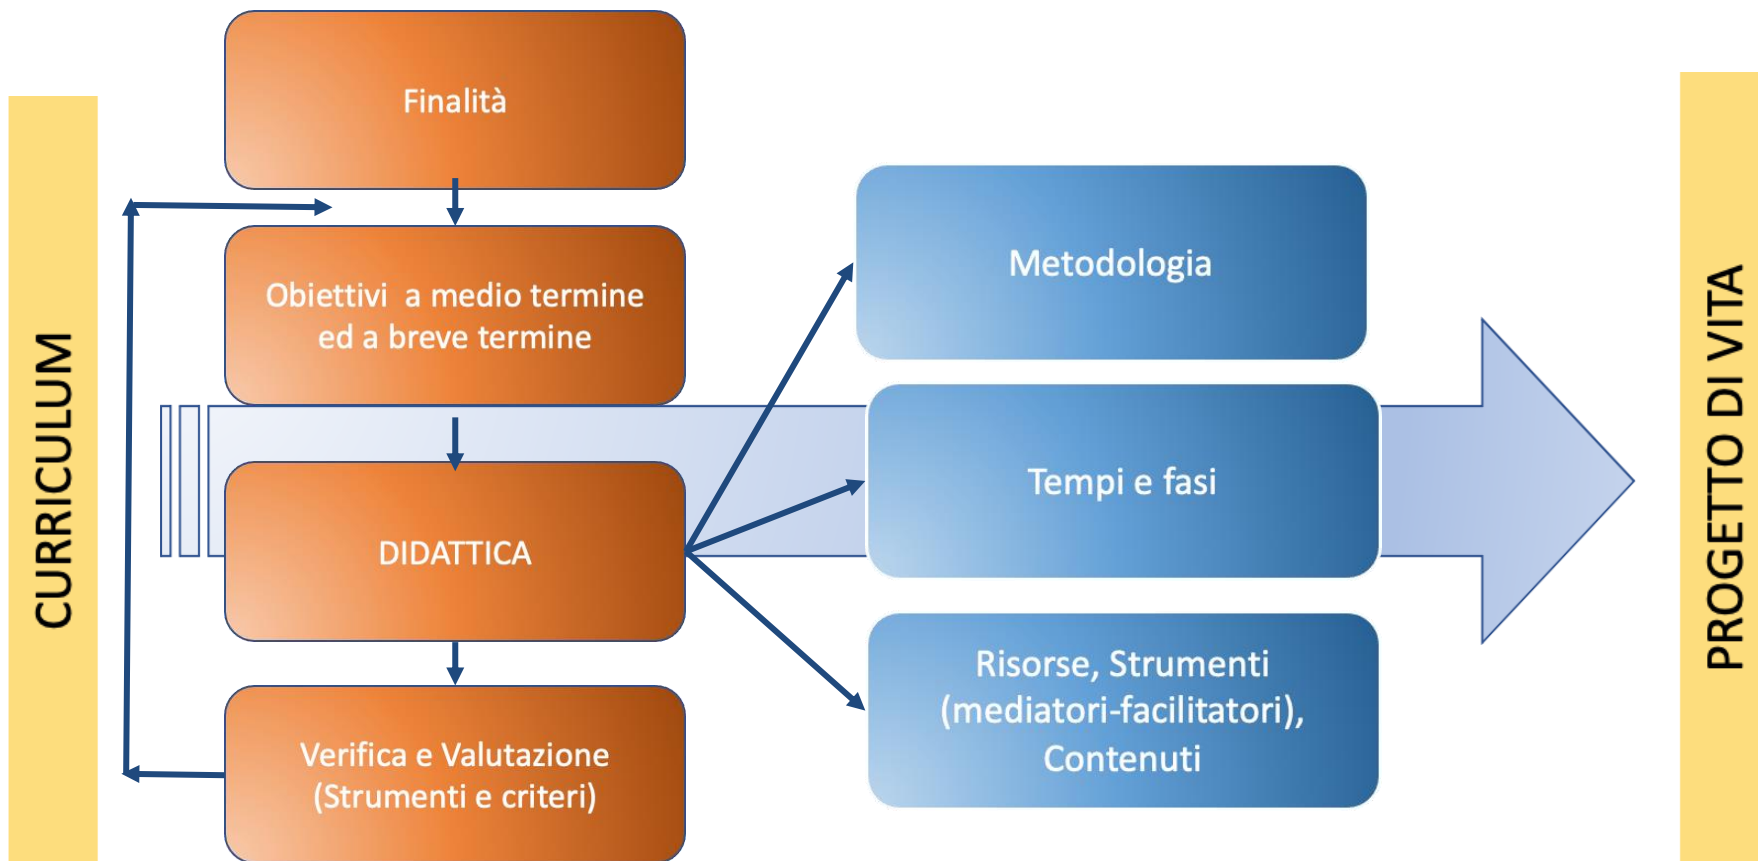 CURRICULUM
Finalità
Obiettivi a medio termine
ed a breve termine
DIDATTICA
Verifica e Valutazione
(Strumenti e criteri)
Metodologia
Tempi e fasi
Risorse, Strumenti
(mediatori-facilitatori),
Contenuti
PROGETTO DI VITA